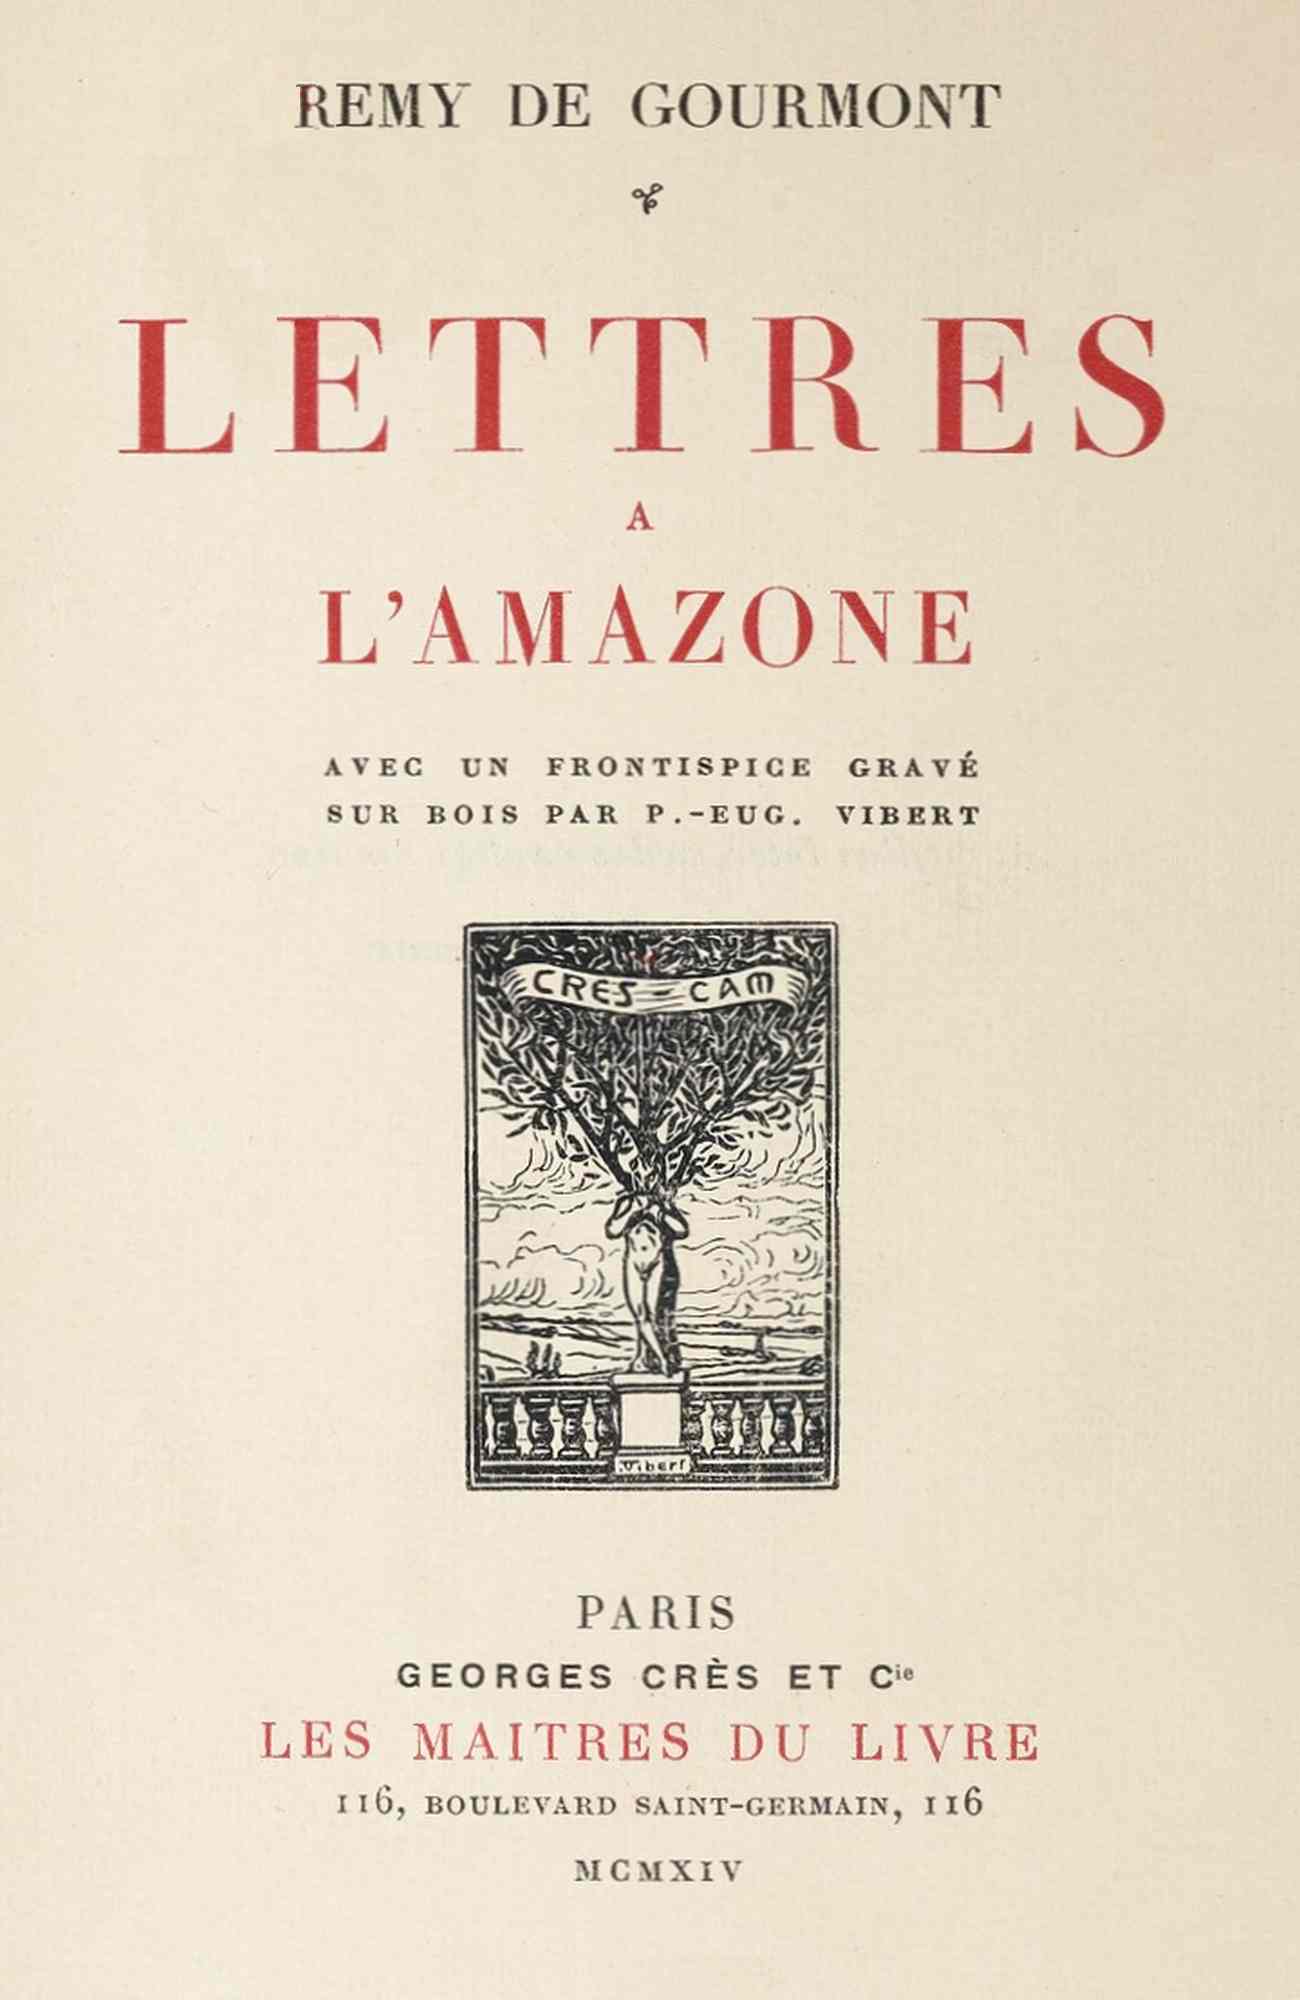 REMY DE GOURMONT
LETTRES
A
L'AMAZONE
AVEC UN FRONTISPICE GRAVÉ
SUR BOIS PAR P.-EUG. VIBERT
CRES-CAM
Vibert
PARIS
GEORGES CRÈS ET Cie
LES MAITRES DU LIVRE
116, BOULEVARD SAINT-GERMAIN, 116
MCMXIV